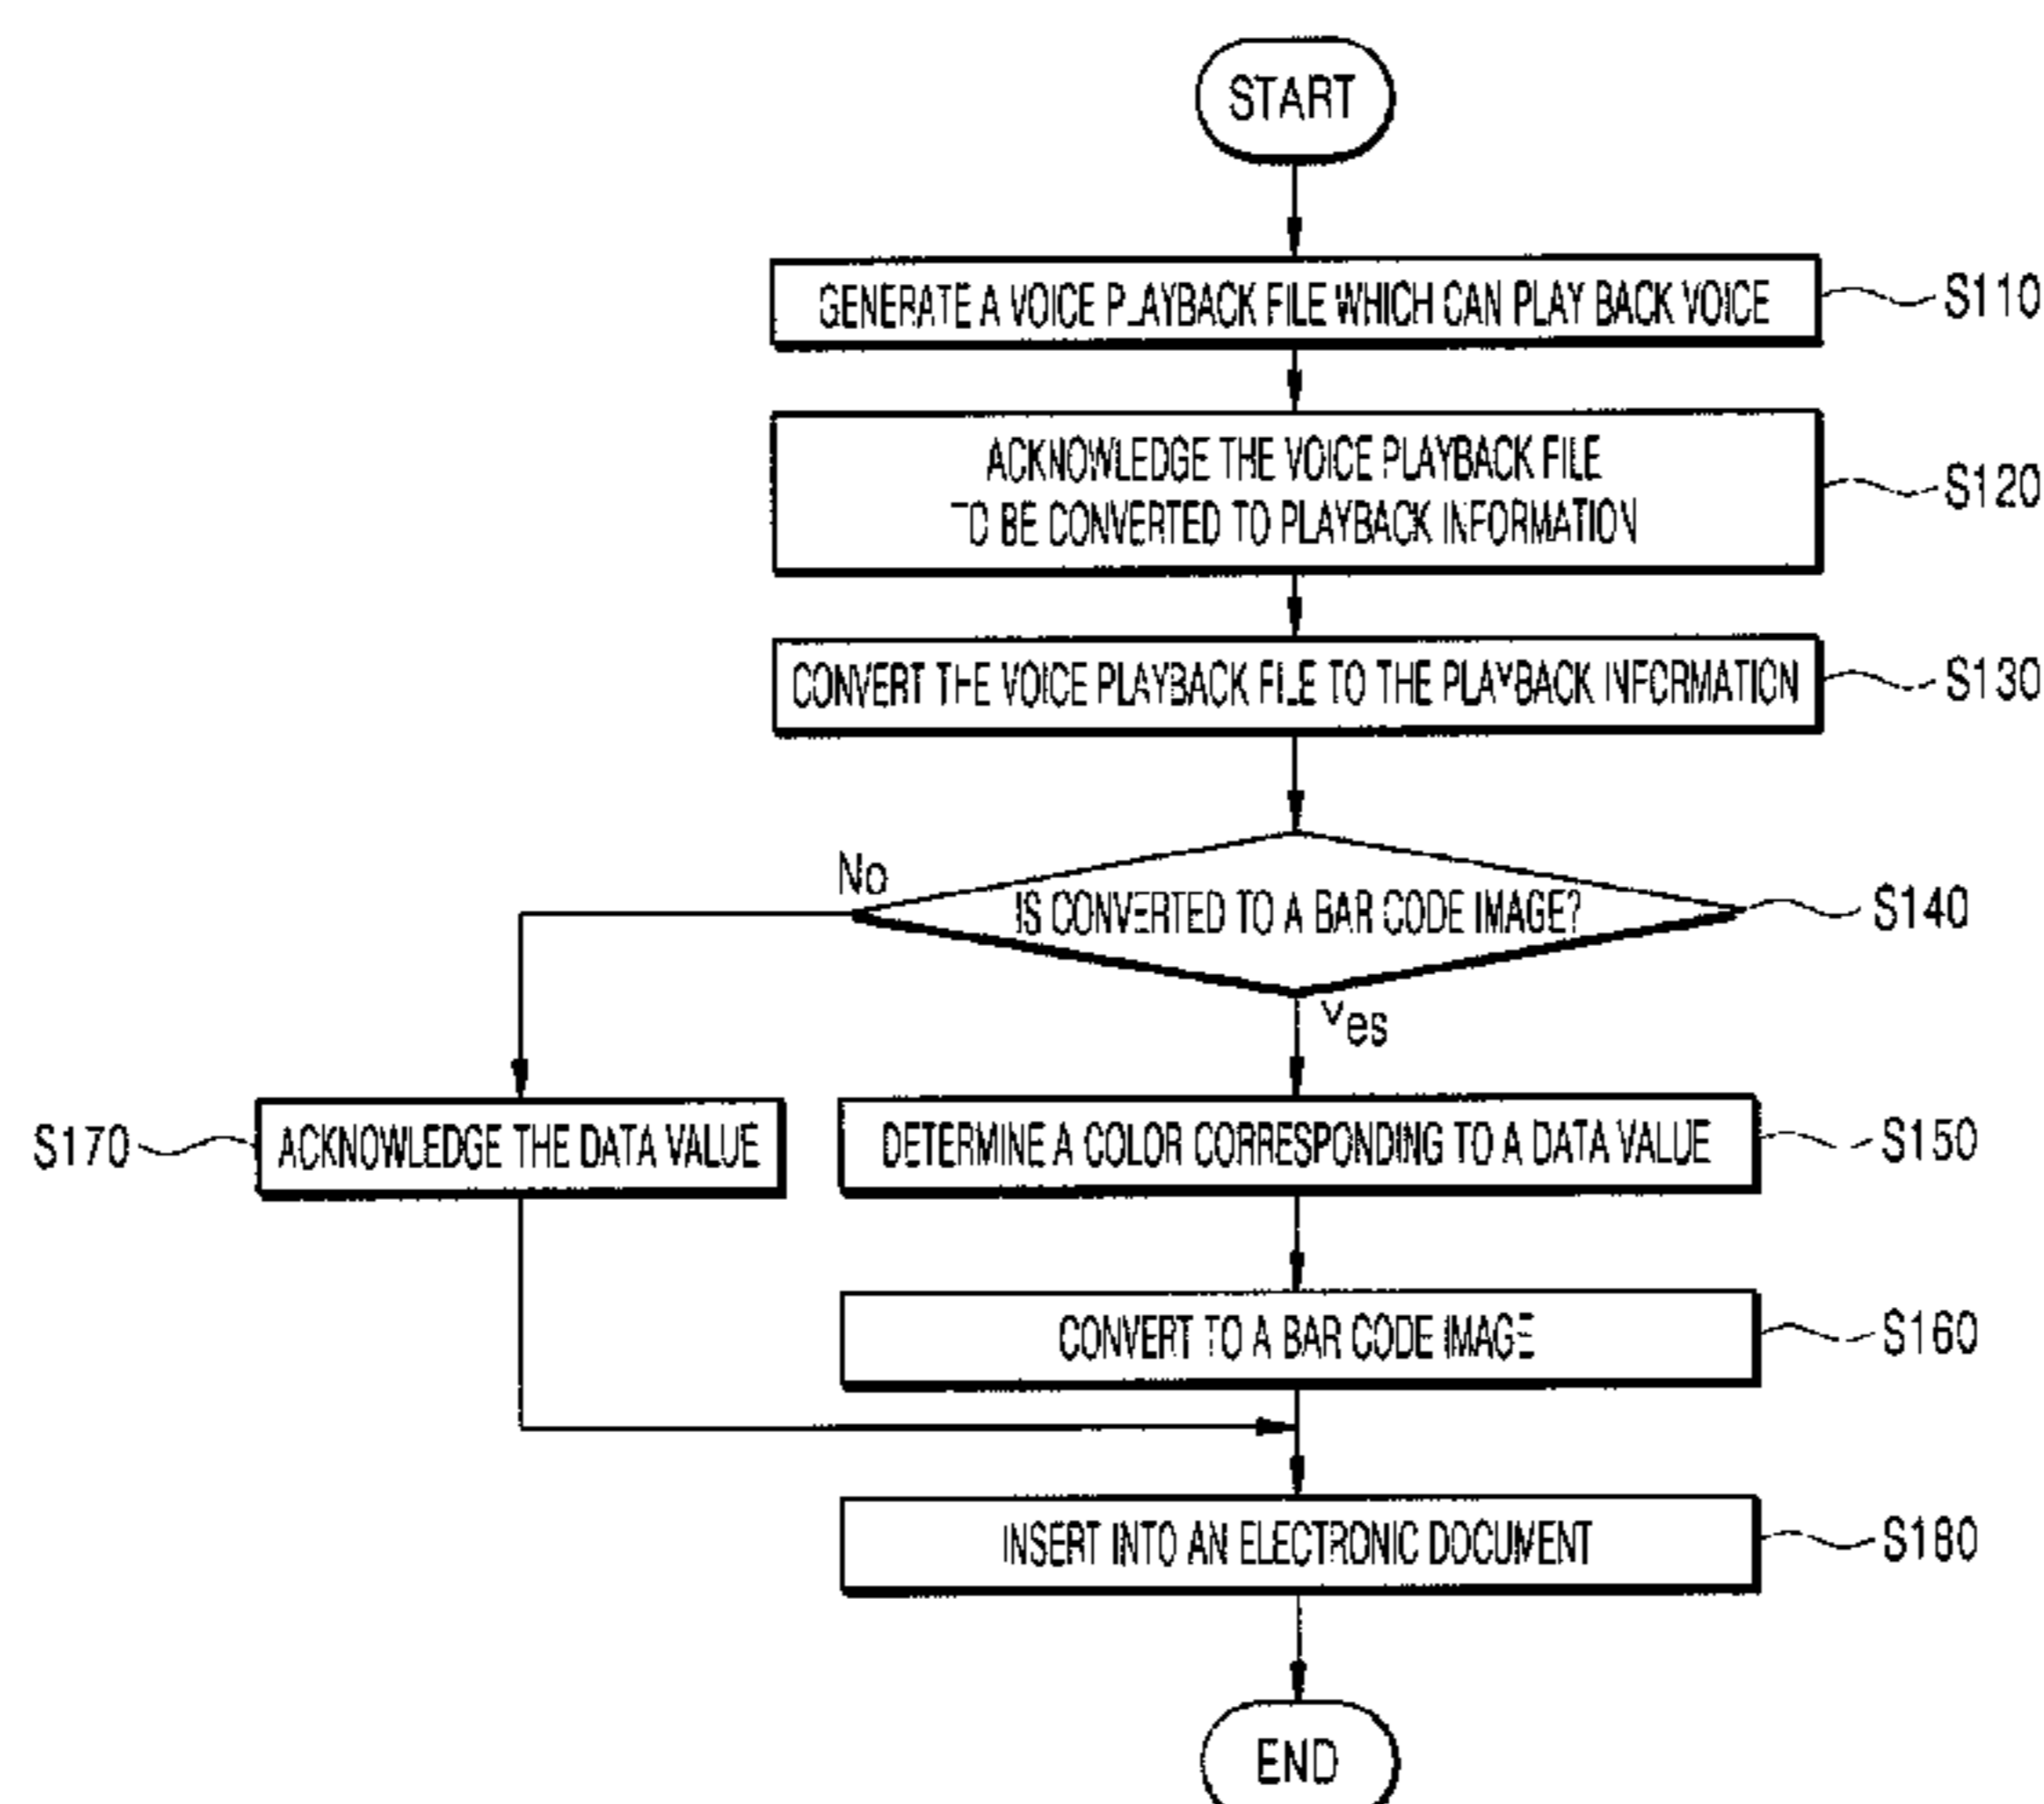 START
GENERATE A VOICE PLAYBACK FILE WHICH CAN PLAY BACK VOICE
S110
ACKNOWLEDGE THE VOICE PLAYBACK FILE
TO BE CONVERTED TO PLAYBACK INFORMATION
S120
CONVERT THE VOICE PLAYBACK FILE TO THE PLAYBACK INFORMATION
S130
No
IS CONVERTED TO A BAR CODE IMAGE?
S140
Yes
S170
ACKNOWLEDGE THE DATA VALUE
DETERMINE A COLOR CORRESPONDING TO A DATA VALUE
S150
CONVERT TO A BAR CODE IMAGE
S160
INSERT INTO AN ELECTRONIC DOCUMENT
S180
END